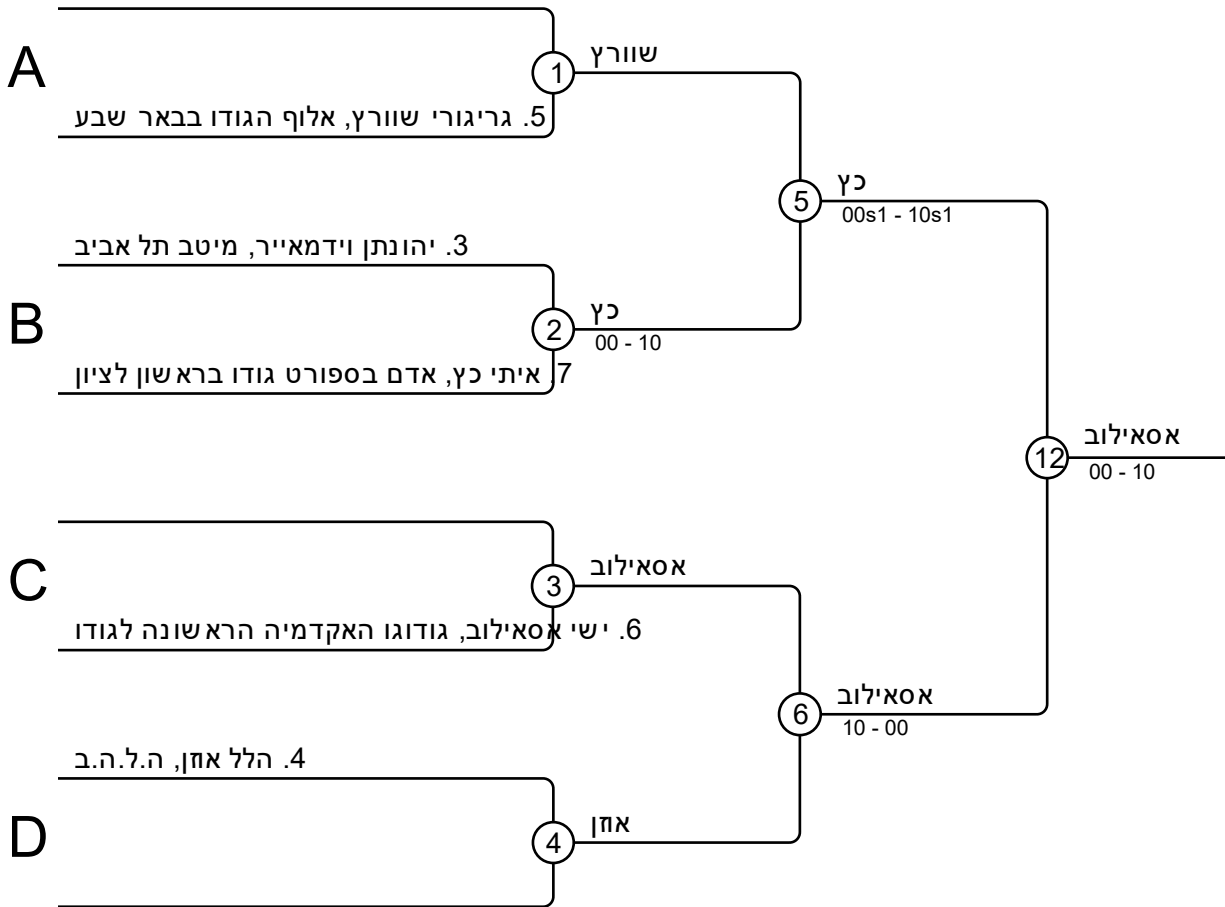 A
1
שוורץ
5. גריגורי שוורץ, אלוף הגודו בבאר שבע
כץ
5
00s1 - 10s1
3. יהונתן וידמאייר, מיטב תל אביב
B
2
כץ
00 - 10
7. איתי כץ, אדם בספורט גודו בראשון לציון
אסאילוב
12
00 - 10
C
3
אסאילוב
6. ישי אסאילוב, גודוגו האקדמיה הראשונה לגודו
אסאילוב
6
10 - 00
4. הלל אוזן, ה.ל.ה.ב
D
4
אוזן